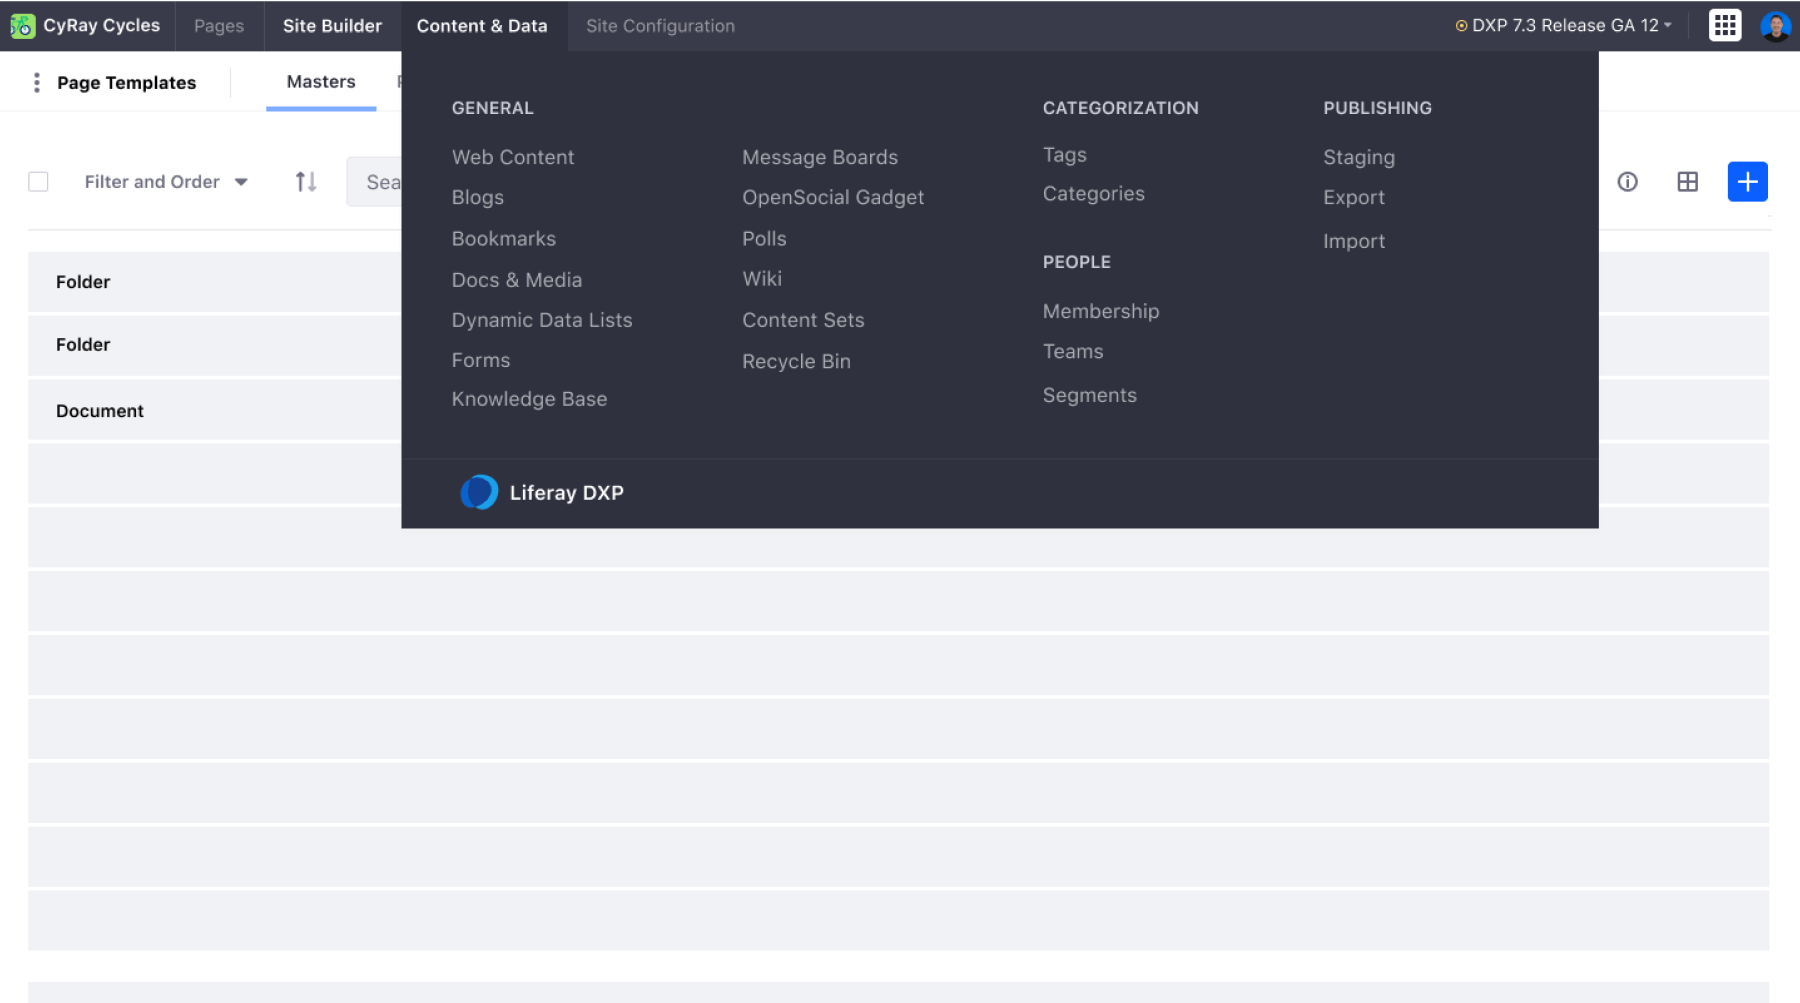 CyRay Cycles
Pages
Site Builder
Content & Data
Site Configuration
DXP 7.3 Release GA 12
Page Templates
Masters
Filter and Order
Sea
GENERAL
Web Content
Blogs
Bookmarks
Docs & Media
Dynamic Data Lists
Forms
Knowledge Base
Message Boards
OpenSocial Gadget
Polls
Wiki
Content Sets
Recycle Bin
CATEGORIZATION
Tags
Categories
PEOPLE
Membership
Teams
Segments
PUBLISHING
Staging
Export
Import
Liferay DXP
Folder
Folder
Document